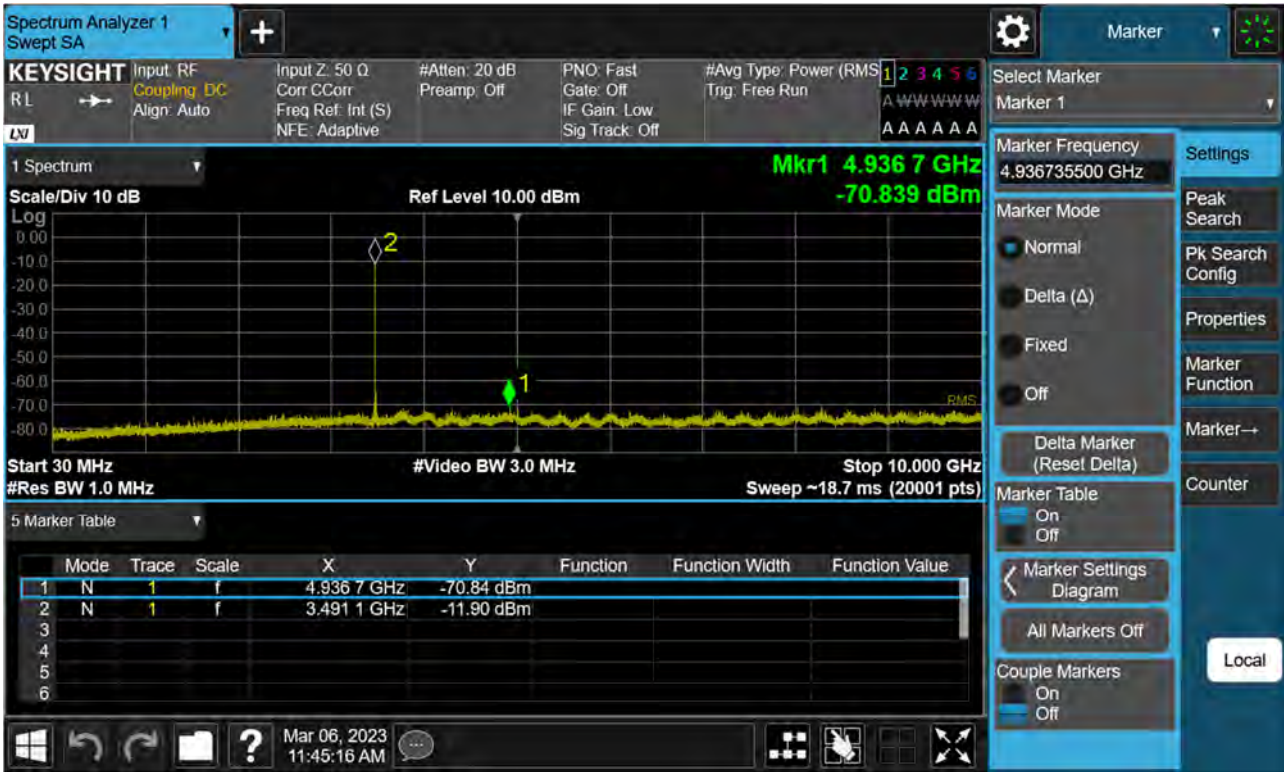 Spectrum Analyzer 1
Swept SA
+
Marker
KEYSIGHT
RL
LXI
Input: RF
Coupling: DC
Align: Auto
Input Z: 50 Ω
Corr CCorr
Freq Ref: Int (S)
NFE: Adaptive
#Atten: 20 dB
Preamp: Off
PNO: Fast
Gate: Off
IF Gain: Low
Sig Track: Off
#Avg Type: Power (RMS
Trig: Free Run
1 2 3 4 5 6
A W W W W W
A A A A A A
Select Marker
Marker 1
1 Spectrum
Scale/Div 10 dB
Ref Level 10.00 dBm
Mkr1 4.936 7 GHz
-70.839 dBm
Log
0.00
-10.0
-20.0
-30.0
-40.0
-50.0
-60.0
-70.0
-80.0
2
1
RMS
Start 30 MHz
#Video BW 3.0 MHz
Stop 10.000 GHz
#Res BW 1.0 MHz
Sweep ~18.7 ms (20001 pts)
5 Marker Table
Mode Trace Scale X Y Function Function Width Function Value
1 N 1 f 4.936 7 GHz -70.84 dBm
2 N 1 f 3.491 1 GHz -11.90 dBm
3
4
5
6
Marker Frequency
4.936735500 GHz
Marker Mode
Normal
Delta (Δ)
Fixed
Off
Delta Marker
(Reset Delta)
Marker Table
On
Off
Marker Settings
Diagram
All Markers Off
Couple Markers
On
Off
Settings
Peak
Search
Pk Search
Config
Properties
Marker
Function
Marker→
Counter
Local
?
Mar 06, 2023
11:45:16 AM